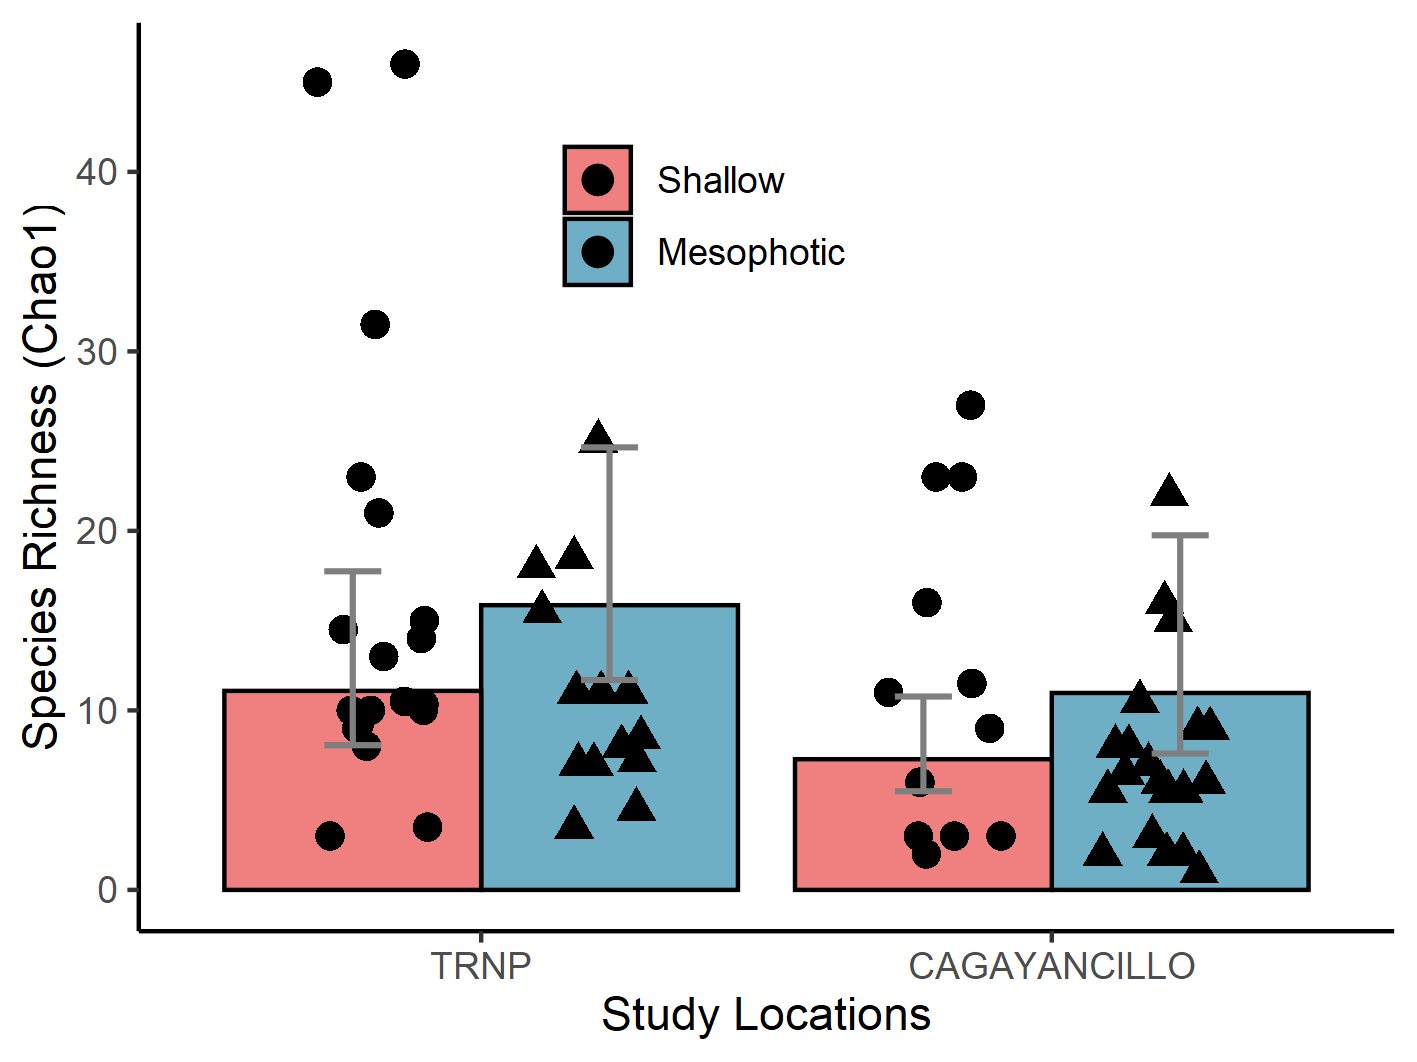 Species Richness (Chao1)
40
30
20
10
0
Shallow
Mesophotic
TRNP
CAGAYANCILLO
Study Locations